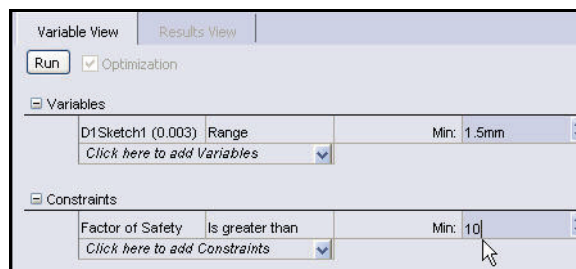 Variable View Results View
Run Optimization
Variables
D1Sketch1 (0.003) Range Min: 1.5mm
Click here to add Variables
Constraints
Factor of Safety Is greater than Min: 10
Click here to add Constraints